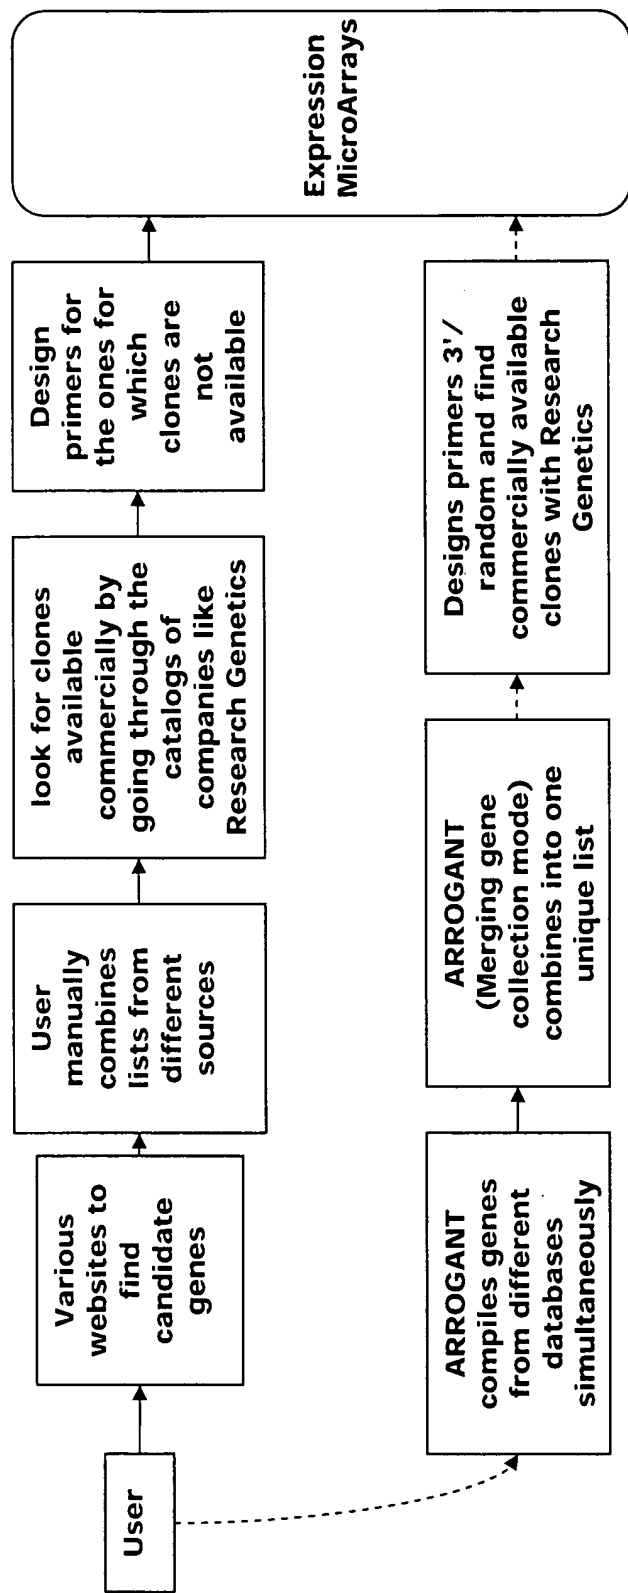 User
Various
websites to
find
candidate
genes
User
manually
combines
lists from
different
sources
look for clones
available
commercially by
going through the
catalogs of
companies like
Research Genetics
Design
primers for
the ones for
which
clones are
not
available
ARROGANT
compiles genes
from different
databases
simultaneously
ARROGANT
(Merging gene
collection mode)
combines into one
unique list
Designs primers 3'/
random and find
commercially available
clones with Research
Genetics
Expression
MicroArrays